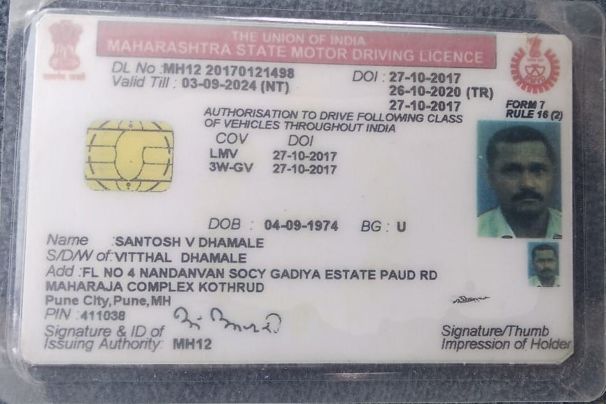 THE UNION OF INDIA
MAHARASHTRA STATE MOTOR DRIVING LICENCE
DL No :MH12 20170121498 DOI : 27-10-2017
Valid Till : 03-09-2024 (NT) 26-10-2020 (TR)
27-10-2017
FORM 7
RULE 16 (2)
AUTHORISATION TO DRIVE FOLLOWING CLASS
OF VEHICLES THROUGHOUT INDIA
COV DOI
LMV 27-10-2017
3W-GV 27-10-2017
DOB : 04-09-1974 BG : U
Name :SANTOSH V DHAMALE
S/D/W of:VITTHAL DHAMALE
Add :FL NO 4 NANDANVAN SOCY GADIYA ESTATE PAUD RD
MAHARAJA COMPLEX KOTHRUD
Pune City,Pune,MH
PIN :411038
Signature & ID of
Issuing Authority: MH12
Signature/Thumb
Impression of Holder